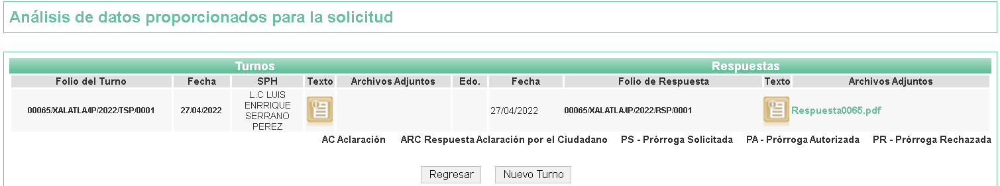 Análisis de datos proporcionados para la solicitud
Turnos Respuestas
Folio del Turno Fecha SPH Texto Archivos Adjuntos Edo. Fecha Folio de Respuesta Texto Archivos Adjuntos
00065/XALATLA/IP/2022/TSP/0001 27/04/2022 L.C LUIS
ENRRIQUE
SERRANO
PEREZ 27/04/2022 00065/XALATLA/IP/2022/RSP/0001 Respuesta0065.pdf
AC Aclaración ARC Respuesta Aclaración por el Ciudadano PS - Prórroga Solicitada PA - Prórroga Autorizada PR - Prórroga Rechazada
Regresar Nuevo Turno